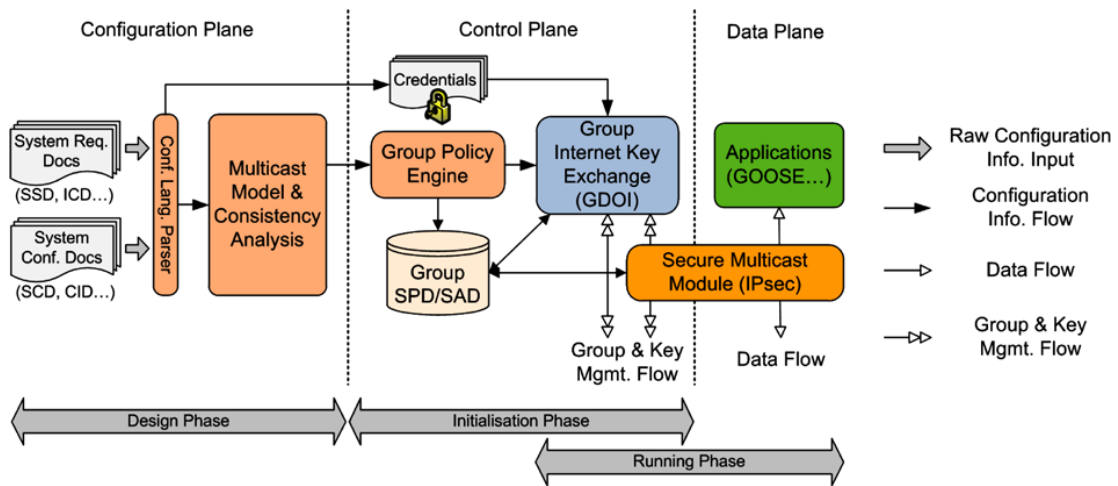 Configuration Plane
Control Plane
Data Plane
Credentials
System Req.
Docs
(SSD, ICD...)
System
Conf. Docs
(SCD, CID...)
Conf. Lang. Parser
Multicast
Model &
Consistency
Analysis
Group Policy
Engine
Group
Internet Key
Exchange
(GDOI)
Group
SPD/SAD
Applications
(GOOSE...)
Secure Multicast
Module (IPsec)
Group & Key
Mgmt. Flow
Data Flow
Raw Configuration
Info. Input
Configuration
Info. Flow
Data Flow
Group & Key
Mgmt. Flow
Design Phase
Initialisation Phase
Running Phase